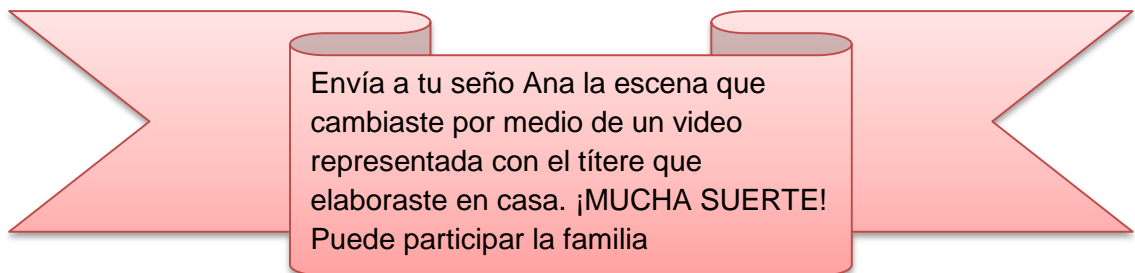 Envía a tu seño Ana la escena que
cambiaste por medio de un video
representada con el títere que
elaboraste en casa. ¡MUCHA SUERTE!
Puede participar la familia